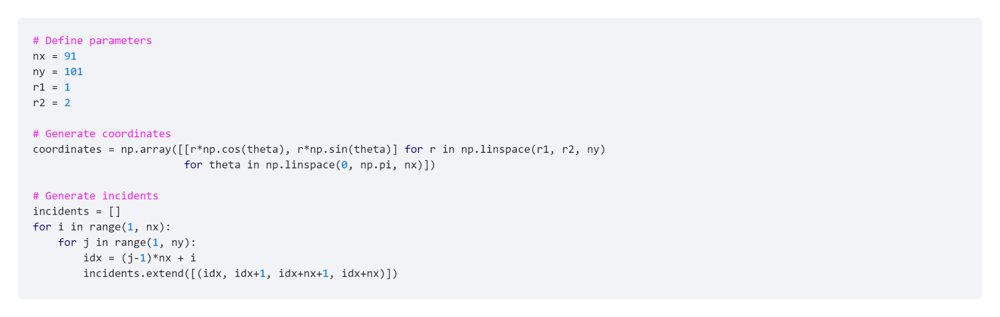 # Define parameters
nx = 91
ny = 101
r1 = 1
r2 = 2
# Generate coordinates
coordinates = np.array([[r*np.cos(theta), r*np.sin(theta)] for r in np.linspace(r1, r2, ny)
for theta in np.linspace(0, np.pi, nx)])
# Generate incidents
incidents = []
for i in range(1, nx):
for j in range(1, ny):
idx = (j-1)*nx + i
incidents.extend([(idx, idx+1, idx+nx+1, idx+nx)])